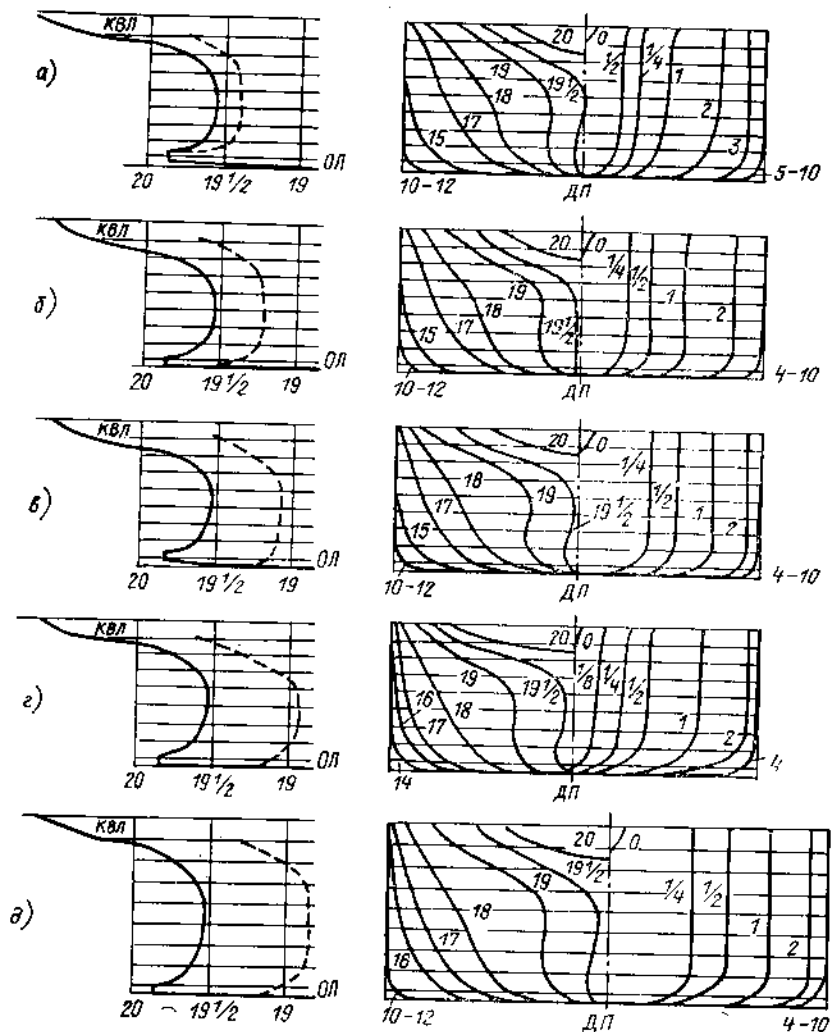 а)
КВЛ
ОЛ
20 19 1/2 19
20 0 1/2 1/4 1
19 19 1/2
18 2
17
15 3
10-12 ДП 5-10
б)
КВЛ
ОЛ
20 19 1/2 19
20 0 1/4 1/2
19 1
18 19 1/2 2
17
15
10-12 ДП 4-10
в)
КВЛ
ОЛ
20 19 1/2 19
20 0 1/4
18 19 1/2
17 19 1/2 1
15 2
10-12 ДП 4-10
г)
КВЛ
ОЛ
20 19 1/2 19
20 0
19 19 1/2 1/8 1/4 1/2
16 18 1
17 2
14 ДП 4
д)
КВЛ
ОЛ
20 19 1/2 19
20 0
19 19 1/2 1/4 1/2
18 1
17 2
16
10-12 ДП 4-10